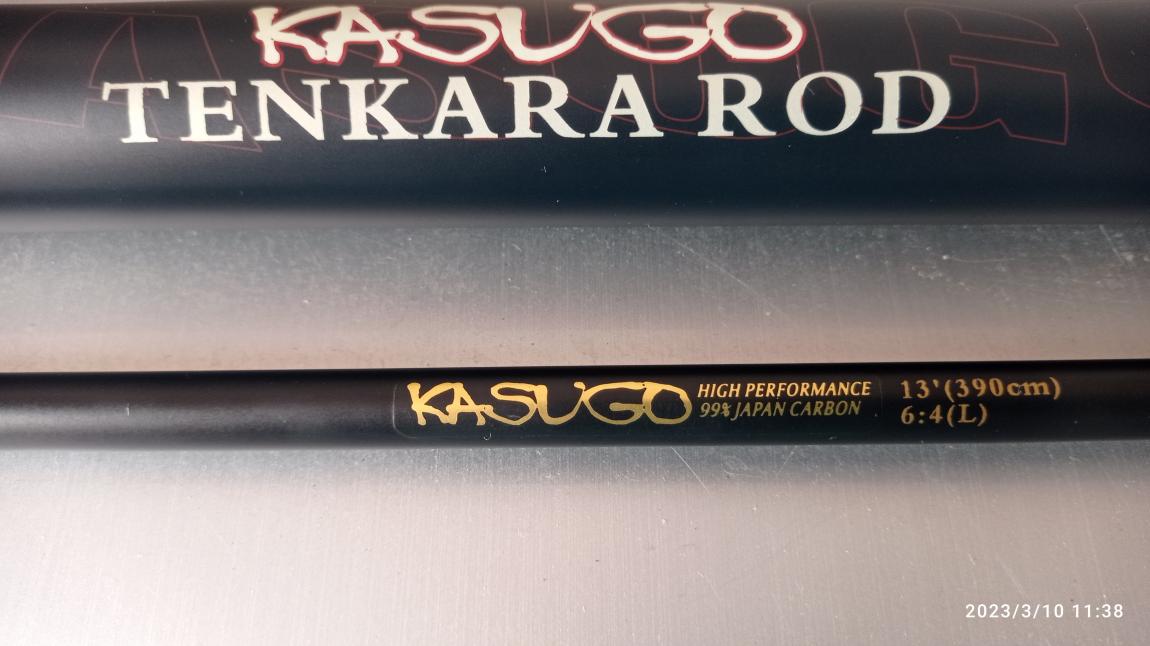 KASUGO
TENKARA ROD
KASUGO
HIGH PERFORMANCE
99% JAPAN CARBON
13'(390cm)
6:4(L)
2023/3/10 11:38